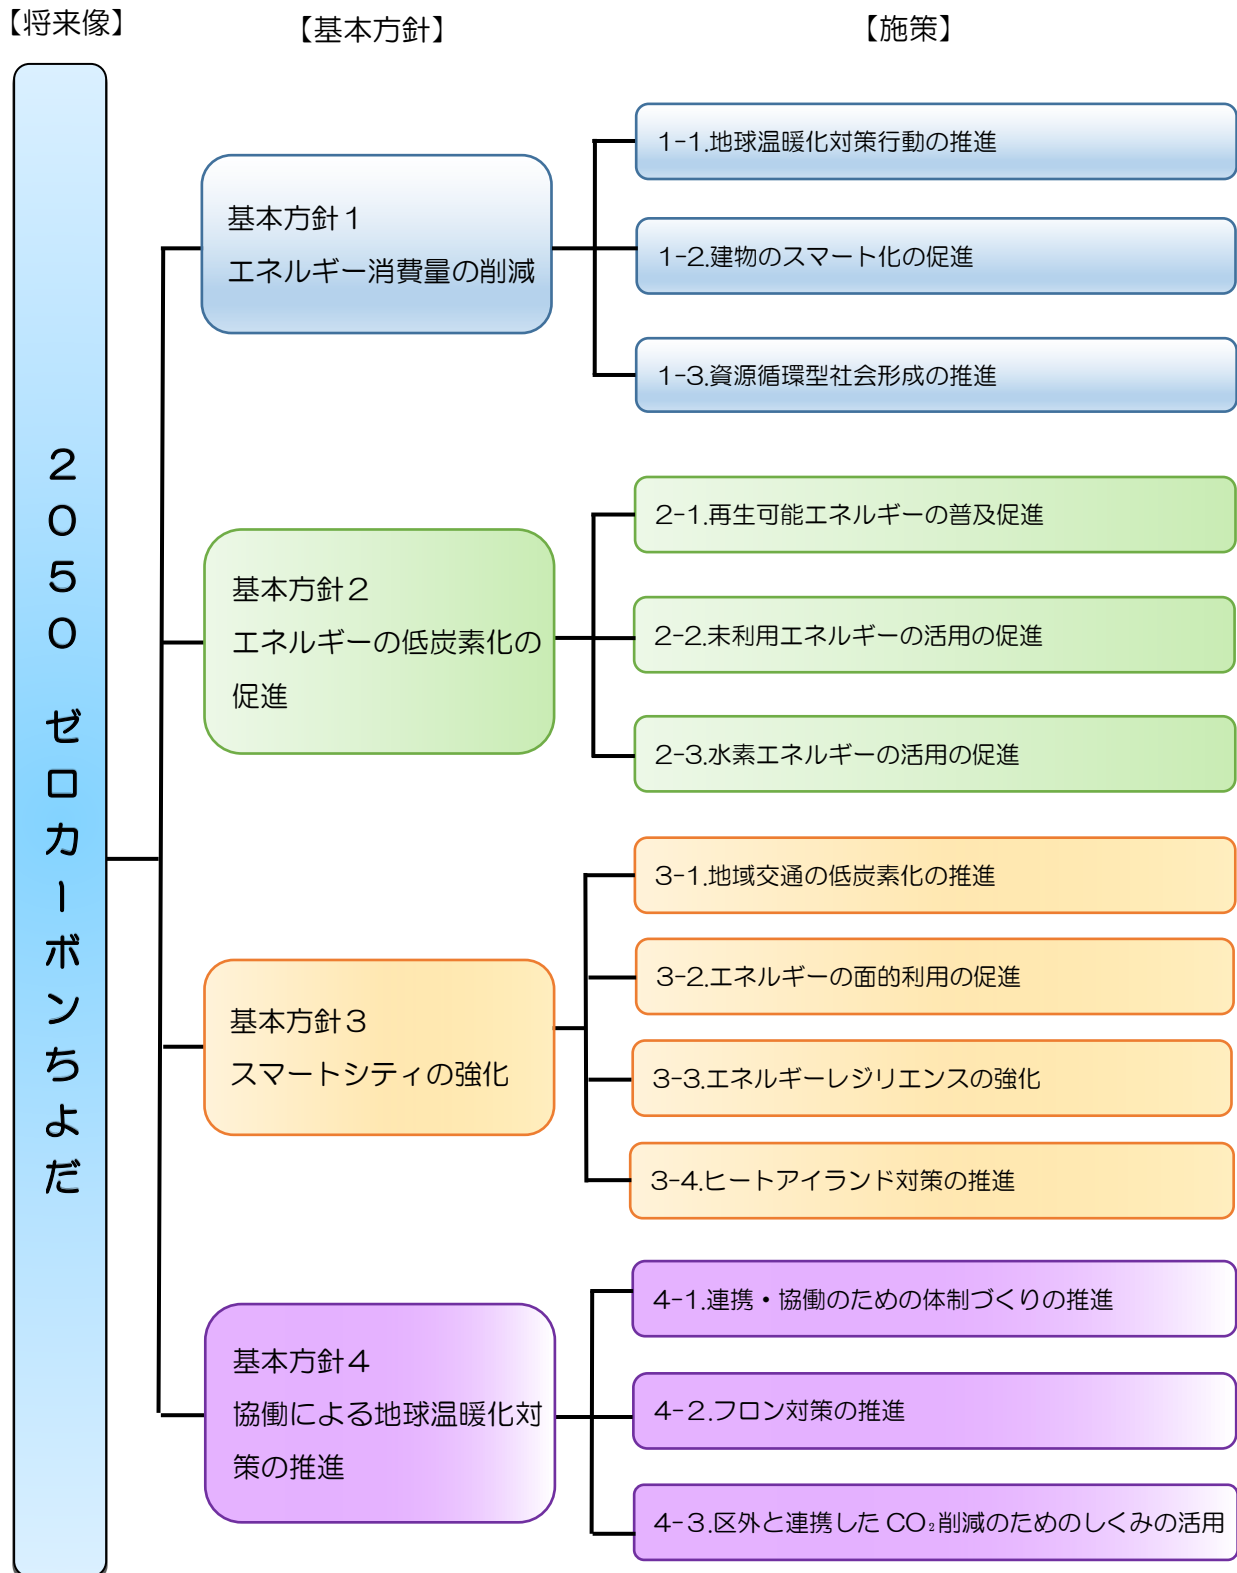 【将来像】
【基本方針】
【施策】
2050 ゼロカーボンちよだ
基本方針1
エネルギー消費量の削減
1-1.地球温暖化対策行動の推進
1-2.建物のスマート化の促進
1-3.資源循環型社会形成の推進
基本方針2
エネルギーの低炭素化の
促進
2-1.再生可能エネルギーの普及促進
2-2.未利用エネルギーの活用の促進
2-3.水素エネルギーの活用の促進
基本方針3
スマートシティの強化
3-1.地域交通の低炭素化の推進
3-2.エネルギーの面的利用の促進
3-3.エネルギーレジリエンスの強化
3-4.ヒートアイランド対策の推進
基本方針4
協働による地球温暖化対
策の推進
4-1.連携・協働のための体制づくりの推進
4-2.フロン対策の推進
4-3.区外と連携した CO₂削減のためのしくみの活用